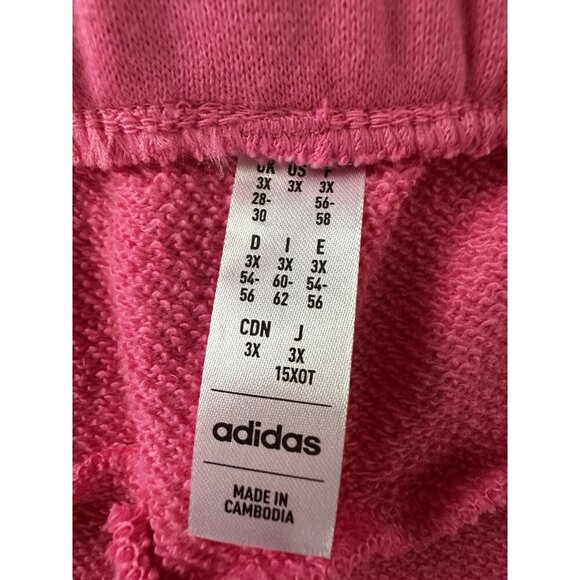 UK US F
3X 3X 3X
28- 56-
30 58
D I E
3X 3X 3X
54- 60- 54-
56 62 56
CDN J
3X 3X
15XOT
adidas
MADE IN
CAMBODIA